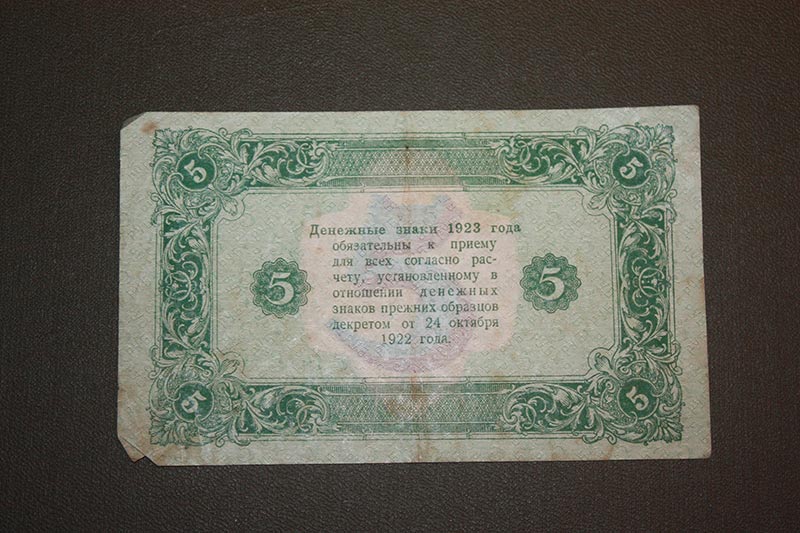 5 5
Денежные знаки 1923 года
обязательны к приему
для всех согласно рас-
чету, установленному в
отношении денежных
знаков прежних образцов
декретом от 24 октября
1922 года.
5 5 5
5 5